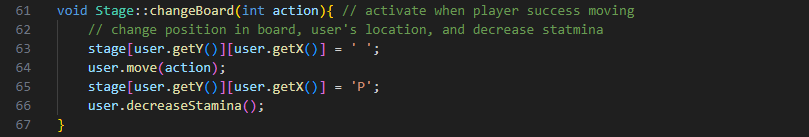 61 void Stage::changeBoard(int action){ // activate when player success moving
62     // change position in board, user's location, and decrease statmina
63     stage[user.getY()][user.getX()] = ' ';
64     user.move(action);
65     stage[user.getY()][user.getX()] = 'P';
66     user.decreaseStamina();
67 }